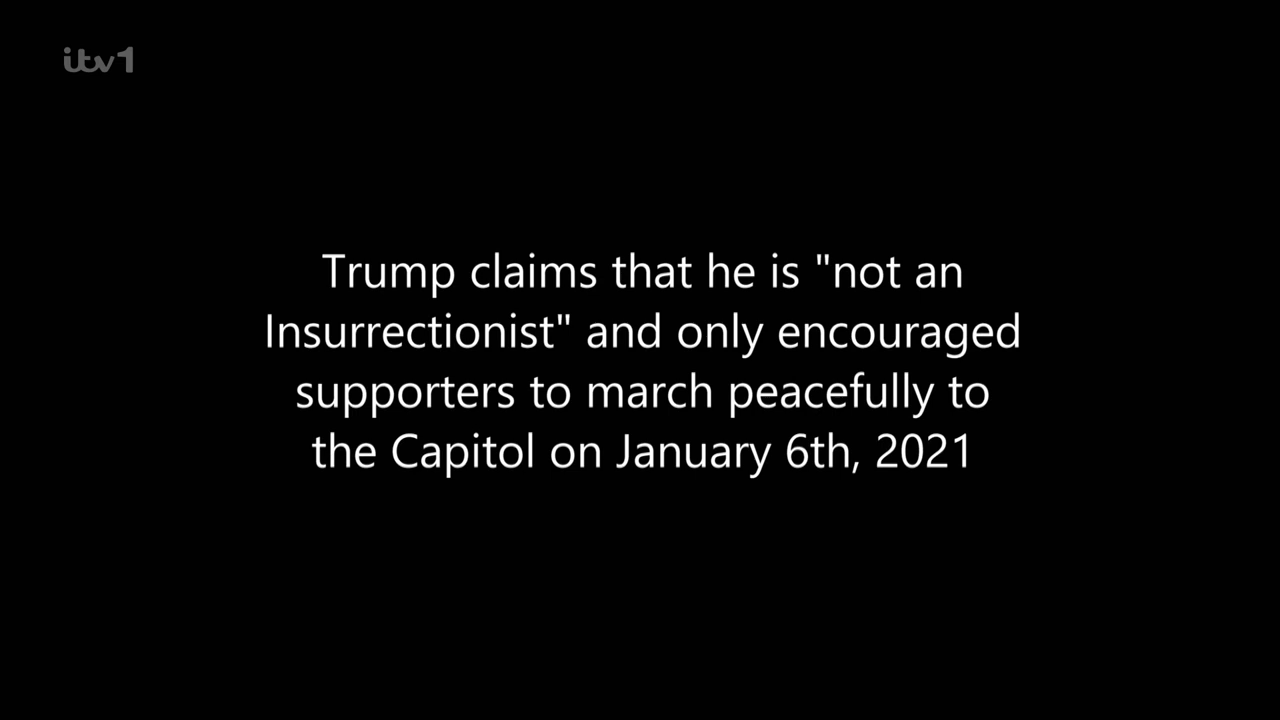 itv1
Trump claims that he is "not an
Insurrectionist" and only encouraged
supporters to march peacefully to
the Capitol on January 6th, 2021